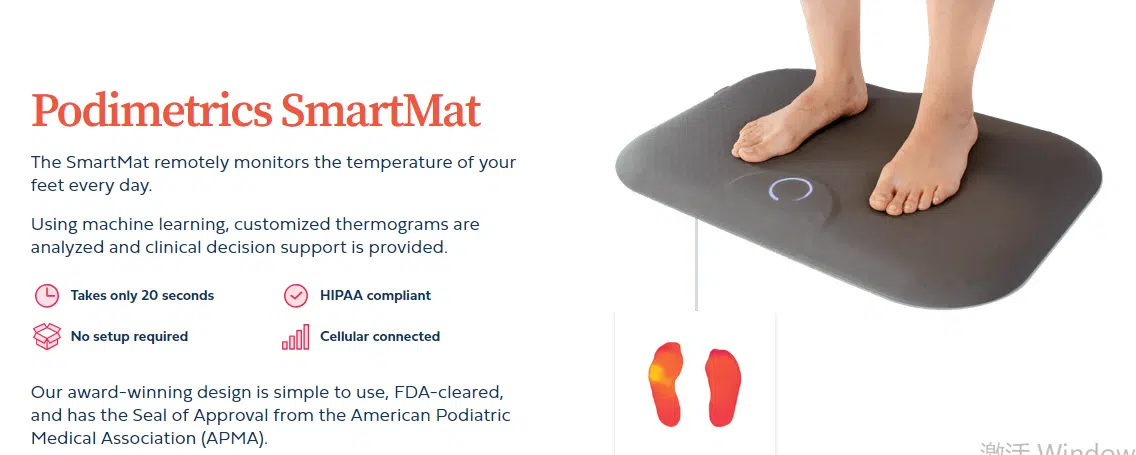 Podimetrics SmartMat
The SmartMat remotely monitors the temperature of your
feet every day.
Using machine learning, customized thermograms are
analyzed and clinical decision support is provided.
Takes only 20 seconds
HIPAA compliant
No setup required
Cellular connected
Our award-winning design is simple to use, FDA-cleared,
and has the Seal of Approval from the American Podiatric
Medical Association (APMA).
激活 Window